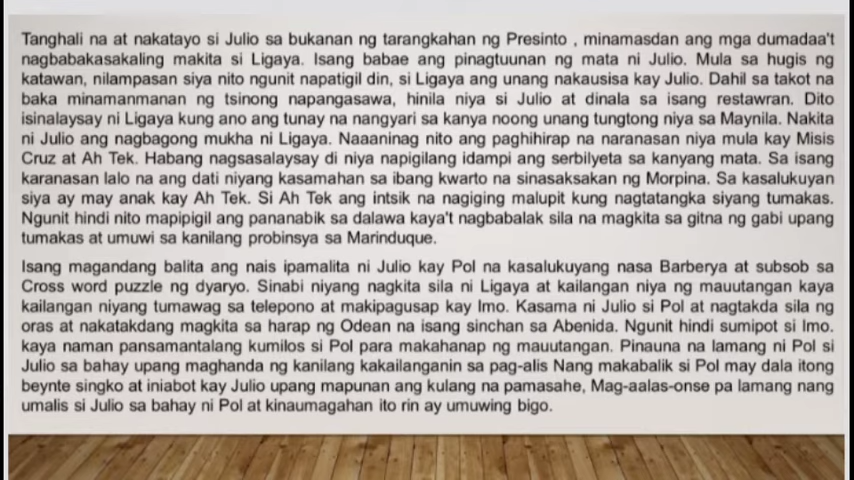 Tanghali na at nakatayo si Julio sa bukanan ng tarangkahan ng Presinto , minamasdan ang mga dumadaa't
nagbabakasakaling makita si Ligaya. Isang babae ang pinagtuunan ng mata ni Julio. Mula sa hugis ng
katawan, nilampasan siya nito ngunit napatigil din, si Ligaya ang unang nakausisa kay Julio. Dahil sa takot na
baka minamanmanan ng tsinong napangasawa, hinila niya si Julio at dinala sa isang restawran. Dito
isinalaysay ni Ligaya kung ano ang tunay na nangyari sa kanya noong unang tungtong niya sa Maynila. Nakita
ni Julio ang nagbagong mukha ni Ligaya. Naaaninag nito ang paghihirap na naranasan niya mula kay Misis
Cruz at Ah Tek. Habang nagsasalaysay di niya napigilang idampi ang serbilyeta sa kanyang mata. Sa isang
karanasan lalo na ang dati niyang kasamahan sa ibang kwarto na sinasaksakan ng Morpina. Sa kasalukuyan
siya ay may anak kay Ah Tek. Si Ah Tek ang intsik na nagiging malupit kung nagtatangka siyang tumakas.
Ngunit hindi nito mapipigil ang pananabik sa dalawa kaya't nagbabalak sila na magkita sa gitna ng gabi upang
tumakas at umuwi sa kanilang probinsya sa Marinduque.
Isang magandang balita ang nais ipamalita ni Julio kay Pol na kasalukuyang nasa Barberya at subsob sa
Cross word puzzle ng dyaryo. Sinabi niyang nagkita sila ni Ligaya at kailangan niya ng mauutangan kaya
kailangan niyang tumawag sa telepono at makipagusap kay Imo. Kasama ni Julio si Pol at nagtakda sila ng
oras at nakatakdang magkita sa harap ng Odean na isang sinchan sa Abenida. Ngunit hindi sumipot si Imo.
kaya naman pansamantalang kumilos si Pol para makahanap ng mauutangan. Pinauna na lamang ni Pol si
Julio sa bahay upang maghanda ng kanilang kakailanganin sa pag-alis Nang makabalik si Pol may dala itong
beynte singko at iniabot kay Julio upang mapunan ang kulang na pamasahe, Mag-aalas-onse pa lamang nang
umalis si Julio sa bahay ni Pol at kinaumagahan ito rin ay umuwing bigo.